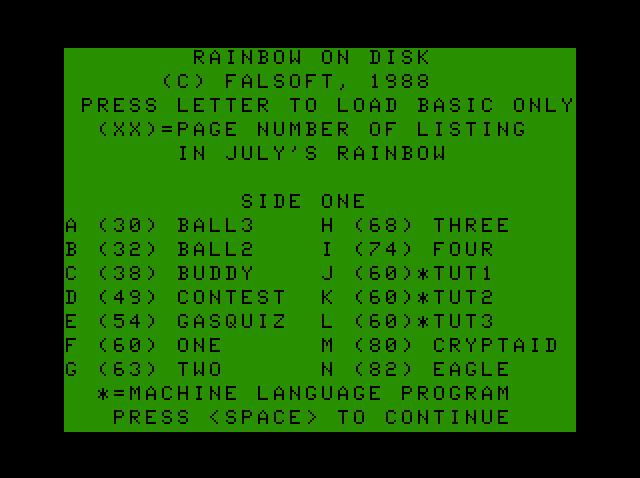 RAINBOW ON DISK
(C) FALSOFT, 1988
PRESS LETTER TO LOAD BASIC ONLY
(XX)=PAGE NUMBER OF LISTING
IN JULY'S RAINBOW
SIDE ONE
A (30) BALL3 H (68) THREE
B (32) BALL2 I (74) FOUR
C (38) BUDDY J (60)*TUT1
D (49) CONTEST K (60)*TUT2
E (54) GASQUIZ L (60)*TUT3
F (60) ONE M (80) CRYPTAID
G (63) TWO N (82) EAGLE
*=MACHINE LANGUAGE PROGRAM
PRESS <SPACE> TO CONTINUE